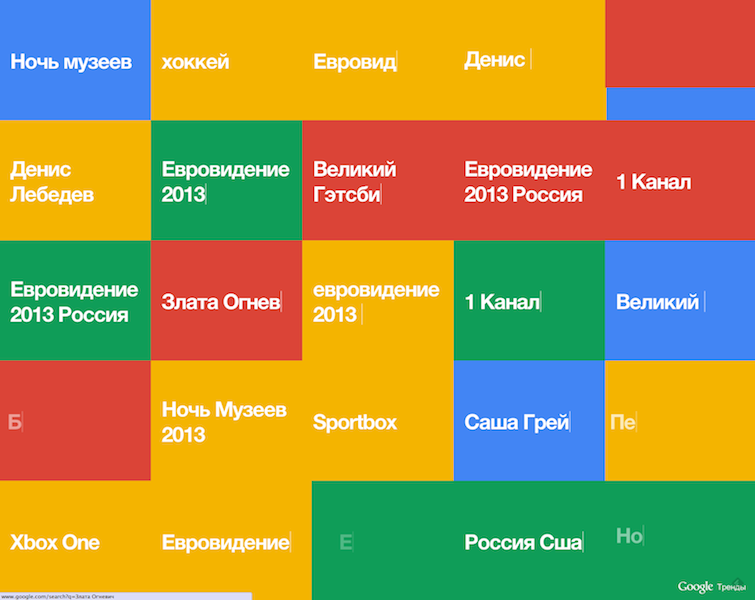 Ночь музеев
хоккей
Евровид
Денис
Денис
Лебедев
Евровидение
2013
Великий
Гэтсби
Евровидение
2013 Россия
1 Канал
Евровидение
2013 Россия
Злата Огнев
евровидение
2013
1 Канал
Великий
Б
Ночь Музеев
2013
Sportbox
Саша Грей
Пе
Xbox One
Евровидение
Е
Россия Сша
Но
Google Тренды
www.google.com/search?q=Злата Огневич